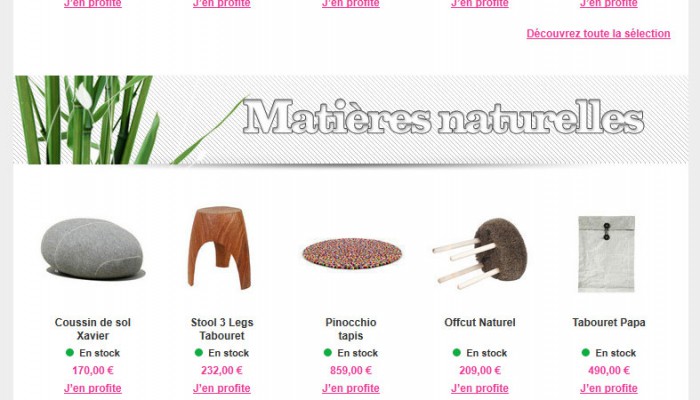 J'en profite J'en profite J'en profite J'en profite J'en profite
Découvrez toute la sélection
Matières naturelles
Coussin de sol
Xavier
En stock
170,00 €
J'en profite
Stool 3 Legs
Tabouret
En stock
232,00 €
J'en profite
Pinocchio
tapis
En stock
859,00 €
J'en profite
Offcut Naturel
En stock
209,00 €
J'en profite
Tabouret Papa
En stock
490,00 €
J'en profite